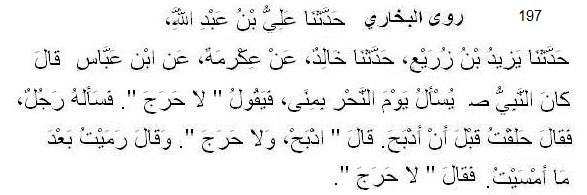 197 روى البخاري حَدَّثَنَا عَلِيُّ بْنُ عَبْدِ اللَّهِ،
حَدَّثَنَا يَزِيدُ بْنُ زُرَيْعٍ، حَدَّثَنَا خَالِدٌ، عَنْ عِكْرِمَةَ، عَنِ ابْنِ عَبَّاسٍ قَالَ
كَانَ النَّبِيُّ ص يُسْأَلُ يَوْمَ النَّحْرِ بِمِنًى، فَيَقُولُ " لا حَرَجَ ". فَسَأَلَهُ رَجُلٌ،
فَقَالَ حَلَقْتُ قَبْلَ أَنْ أَذْبَحَ. قَالَ " اذْبَحْ، وَلا حَرَجَ ". وَقَالَ رَمَيْتُ بَعْدَ
مَا أَمْسَيْتُ. فَقَالَ " لا حَرَجَ ".